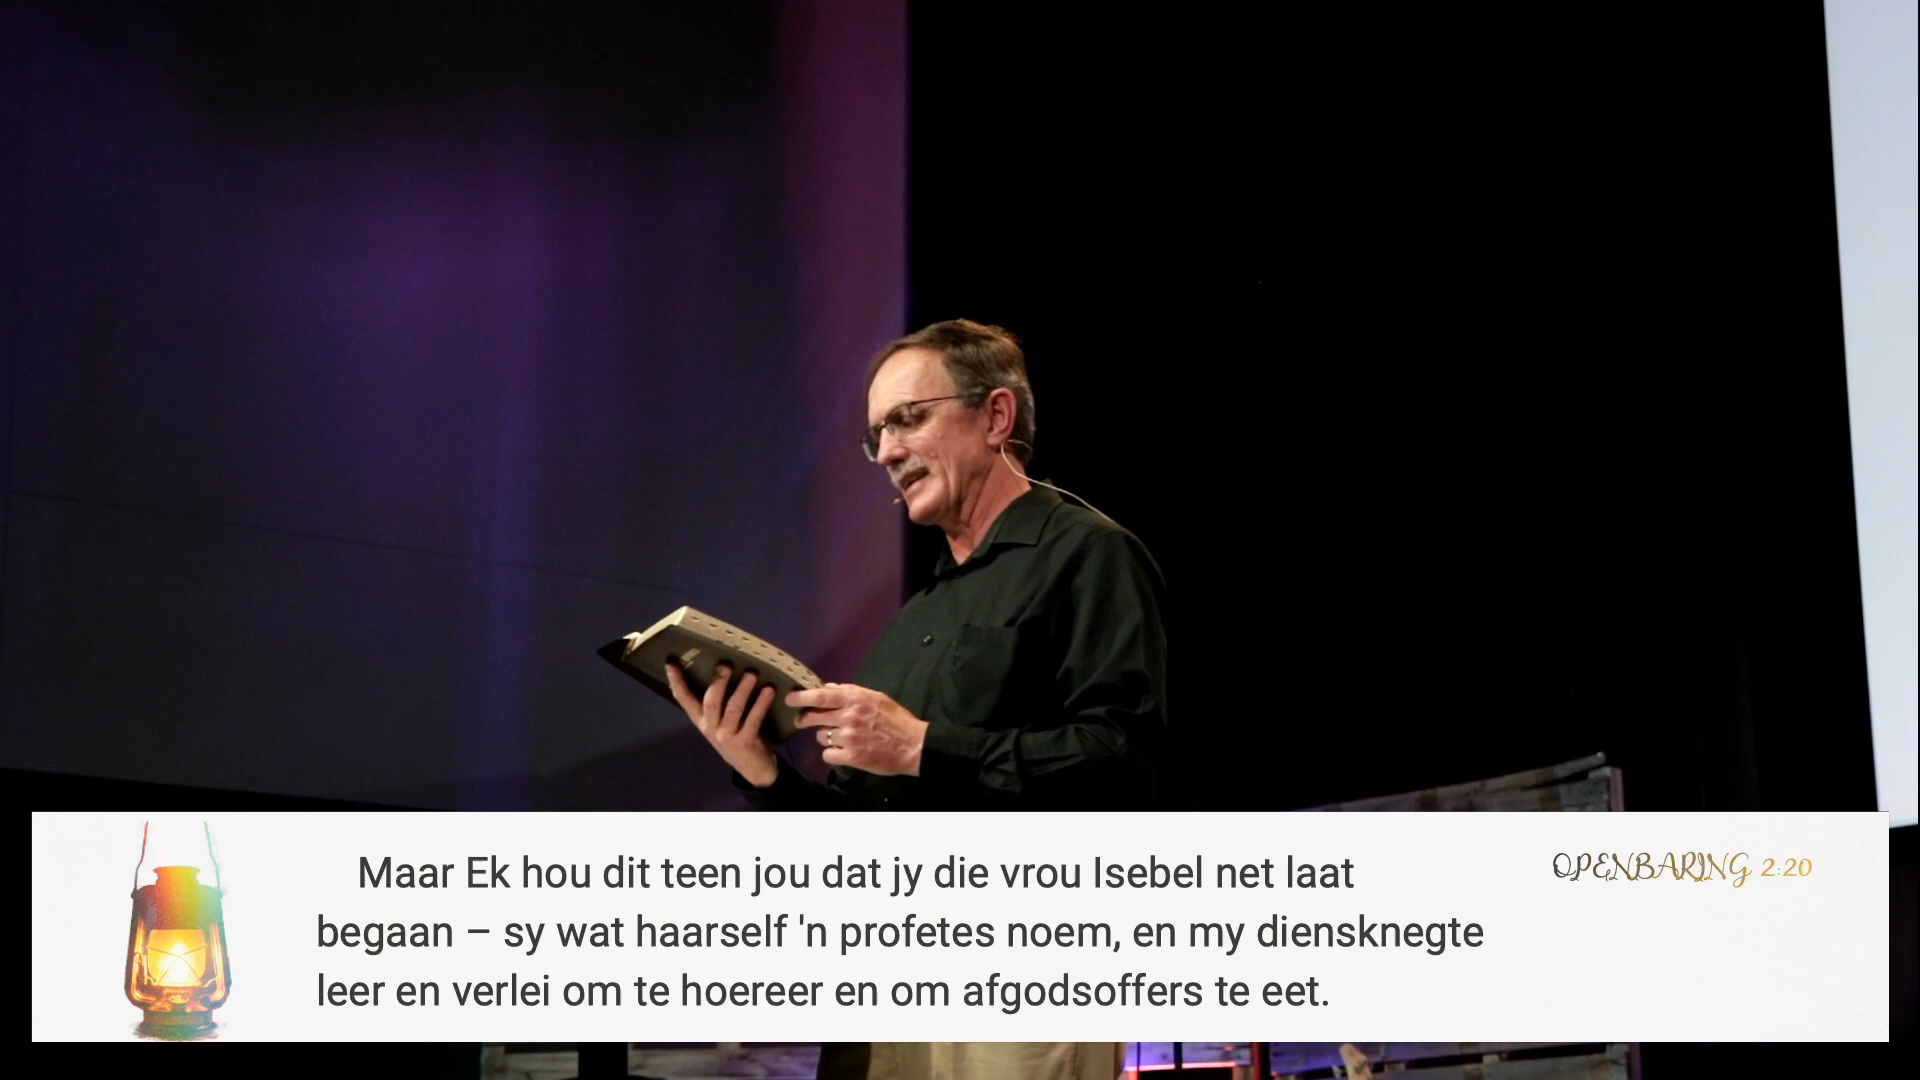 Maar Ek hou dit teen jou dat jy die vrou Isebel net laat
begaan – sy wat haarself 'n profetes noem, en my diensknegte
leer en verlei om te hoereer en om afgodsoffers te eet.
OPENBARING 2:20